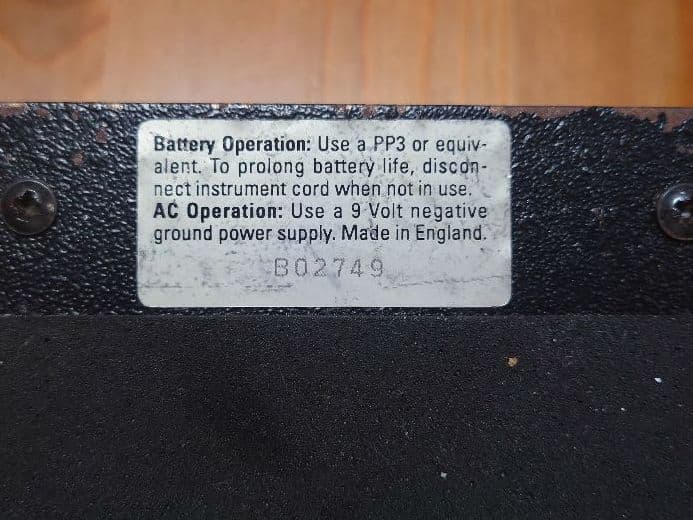 Battery Operation: Use a PP3 or equiv-
alent. To prolong battery life, discon-
nect instrument cord when not in use.
AC Operation: Use a 9 Volt negative
ground power supply. Made in England.
B02749